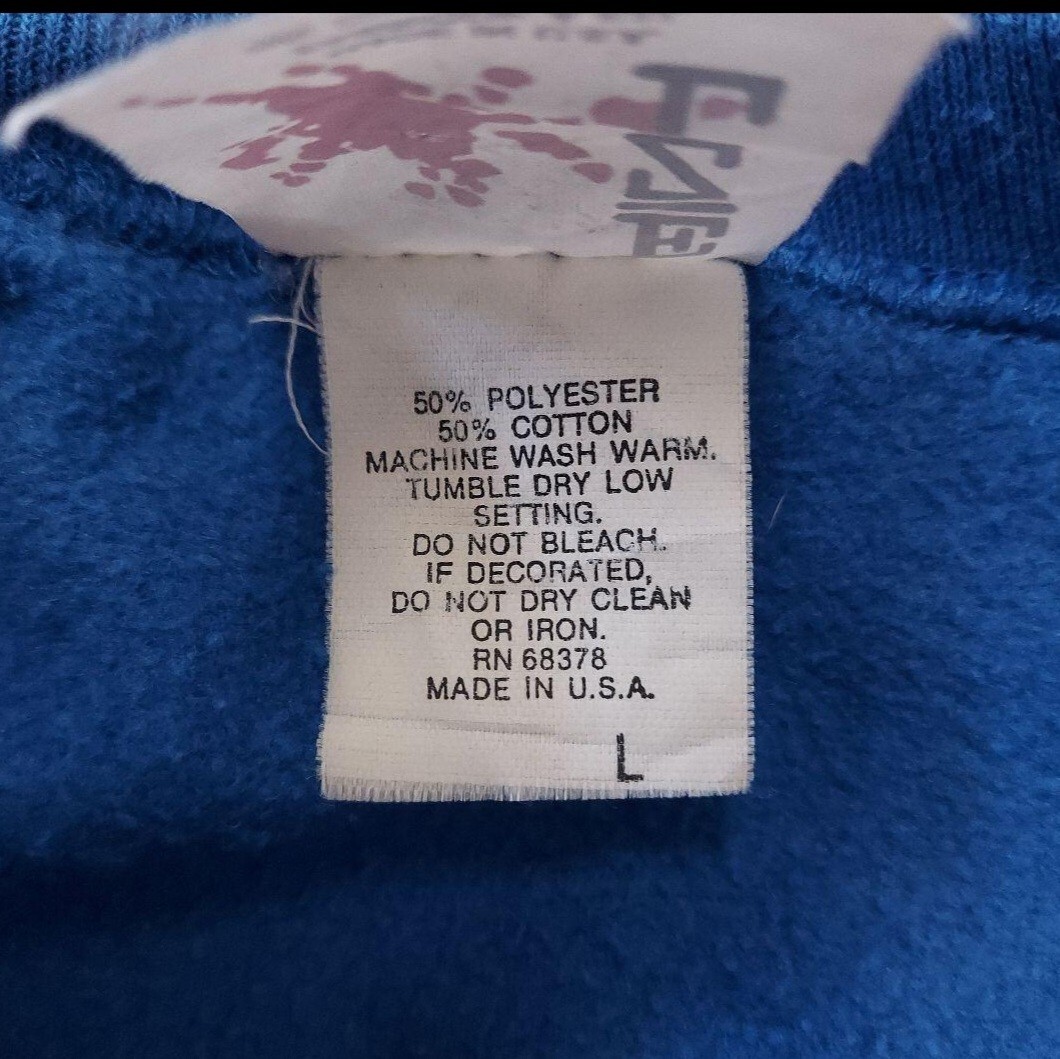 50% POLYESTER
50% COTTON
MACHINE WASH WARM.
TUMBLE DRY LOW
SETTING.
DO NOT BLEACH.
IF DECORATED,
DO NOT DRY CLEAN
OR IRON.
RN 68378
MADE IN U.S.A.
L